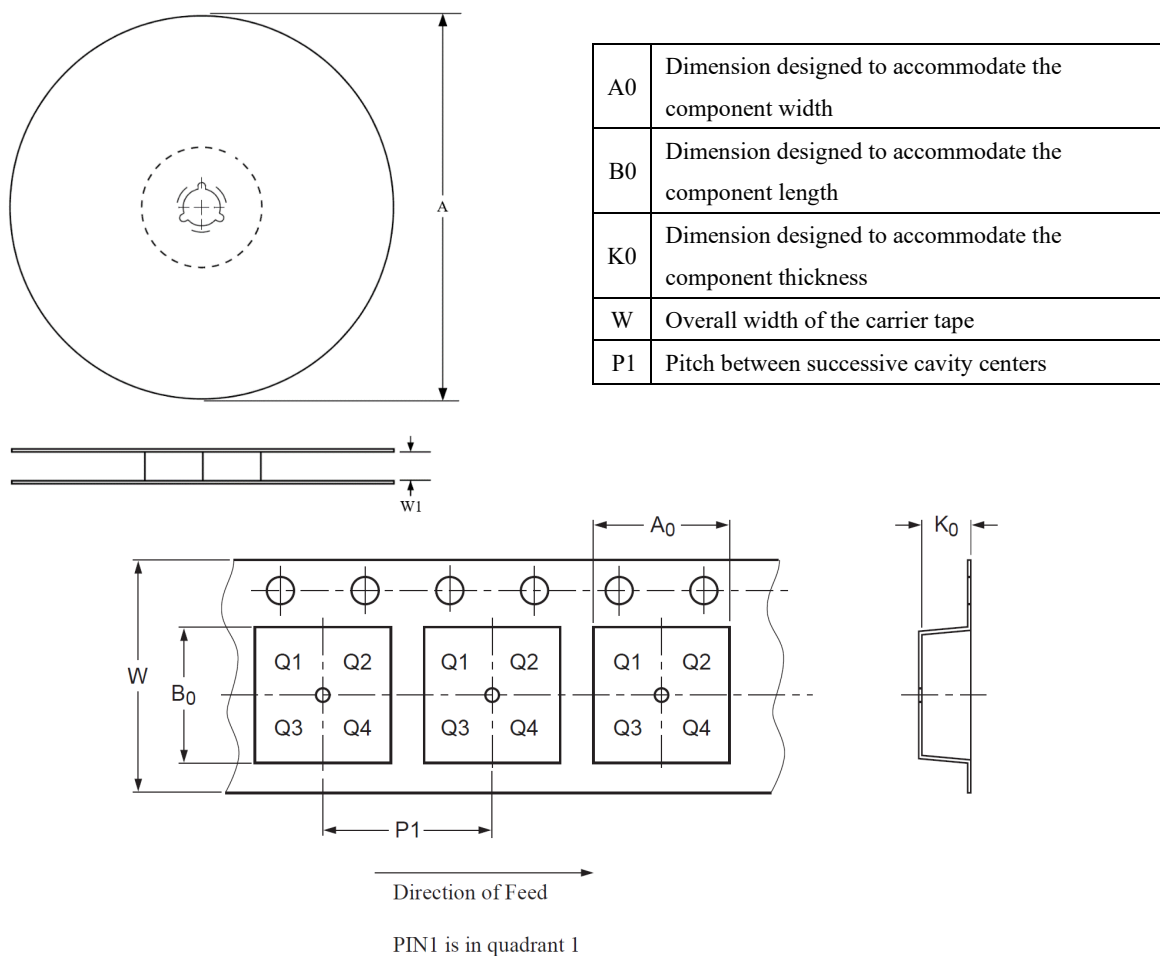 A
A0
Dimension designed to accommodate the
component width
B0
Dimension designed to accommodate the
component length
K0
Dimension designed to accommodate the
component thickness
W
Overall width of the carrier tape
P1
Pitch between successive cavity centers
W1
A0
K0
W
B0
Q1 Q2
Q3 Q4
Q1 Q2
Q3 Q4
Q1 Q2
Q3 Q4
P1
Direction of Feed
PIN1 is in quadrant 1